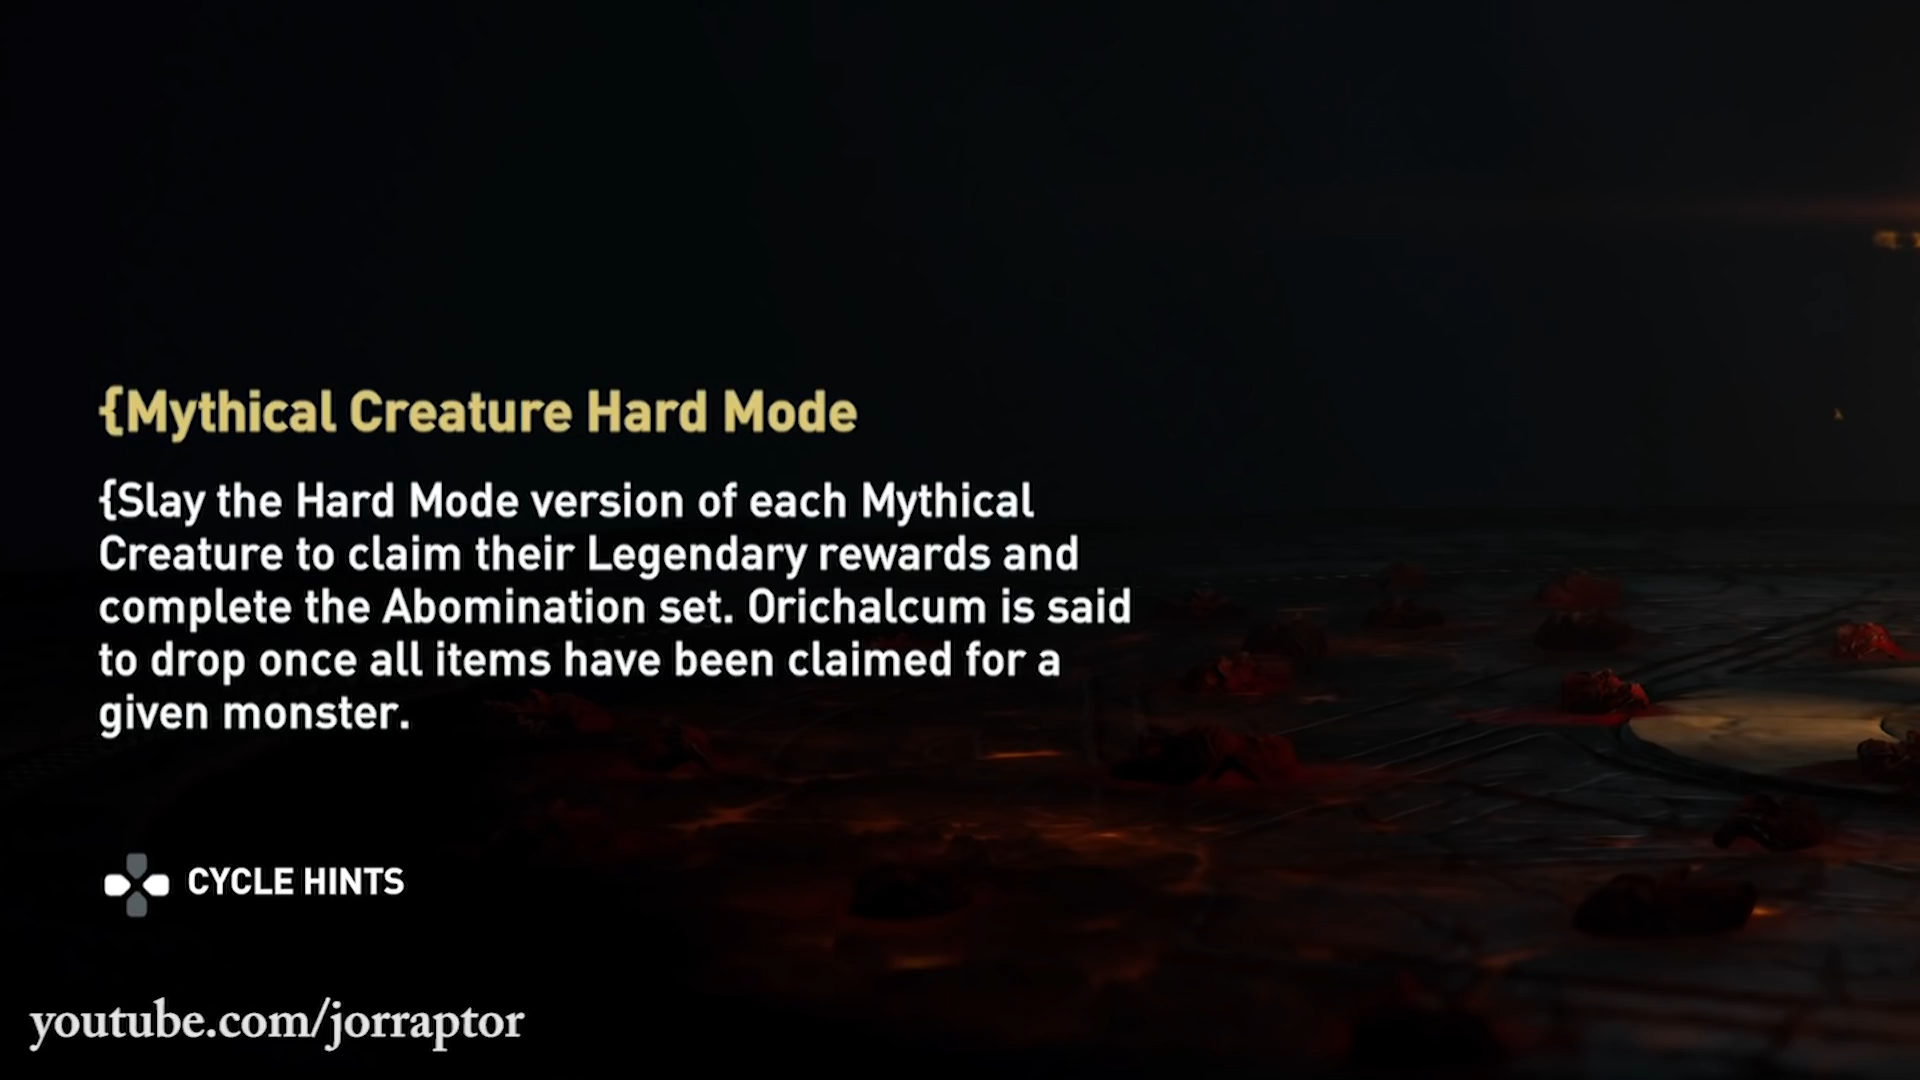 {Mythical Creature Hard Mode
{Slay the Hard Mode version of each Mythical
Creature to claim their Legendary rewards and
complete the Abomination set. Orichalcum is said
to drop once all items have been claimed for a
given monster.
CYCLE HINTS
youtube.com/jorraptor